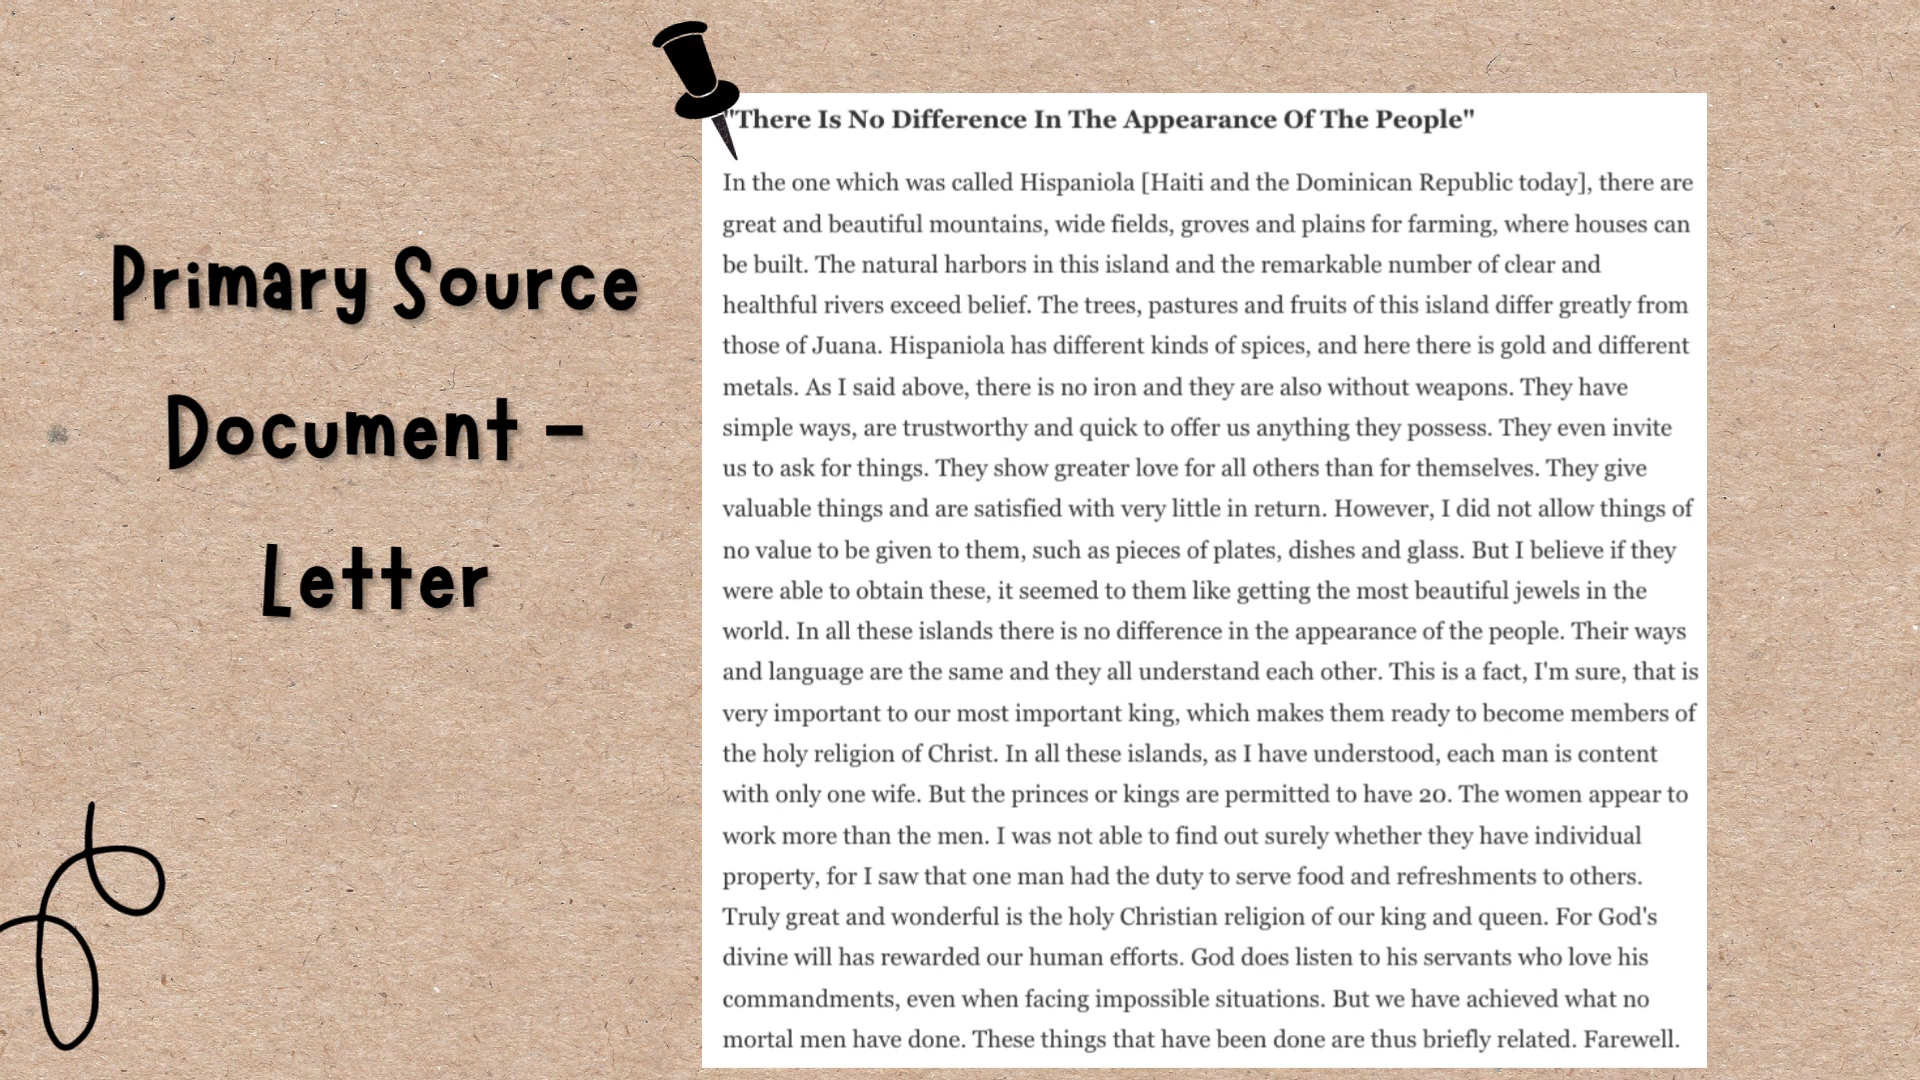 Primary Source
Document -
Letter
"There Is No Difference In The Appearance Of The People"
In the one which was called Hispaniola [Haiti and the Dominican Republic today], there are
great and beautiful mountains, wide fields, groves and plains for farming, where houses can
be built. The natural harbors in this island and the remarkable number of clear and
healthful rivers exceed belief. The trees, pastures and fruits of this island differ greatly from
those of Juana. Hispaniola has different kinds of spices, and here there is gold and different
metals. As I said above, there is no iron and they are also without weapons. They have
simple ways, are trustworthy and quick to offer us anything they possess. They even invite
us to ask for things. They show greater love for all others than for themselves. They give
valuable things and are satisfied with very little in return. However, I did not allow things of
no value to be given to them, such as pieces of plates, dishes and glass. But I believe if they
were able to obtain these, it seemed to them like getting the most beautiful jewels in the
world. In all these islands there is no difference in the appearance of the people. Their ways
and language are the same and they all understand each other. This is a fact, I'm sure, that is
very important to our most important king, which makes them ready to become members of
the holy religion of Christ. In all these islands, as I have understood, each man is content
with only one wife. But the princes or kings are permitted to have 20. The women appear to
work more than the men. I was not able to find out surely whether they have individual
property, for I saw that one man had the duty to serve food and refreshments to others.
Truly great and wonderful is the holy Christian religion of our king and queen. For God's
divine will has rewarded our human efforts. God does listen to his servants who love his
commandments, even when facing impossible situations. But we have achieved what no
mortal men have done. These things that have been done are thus briefly related. Farewell.